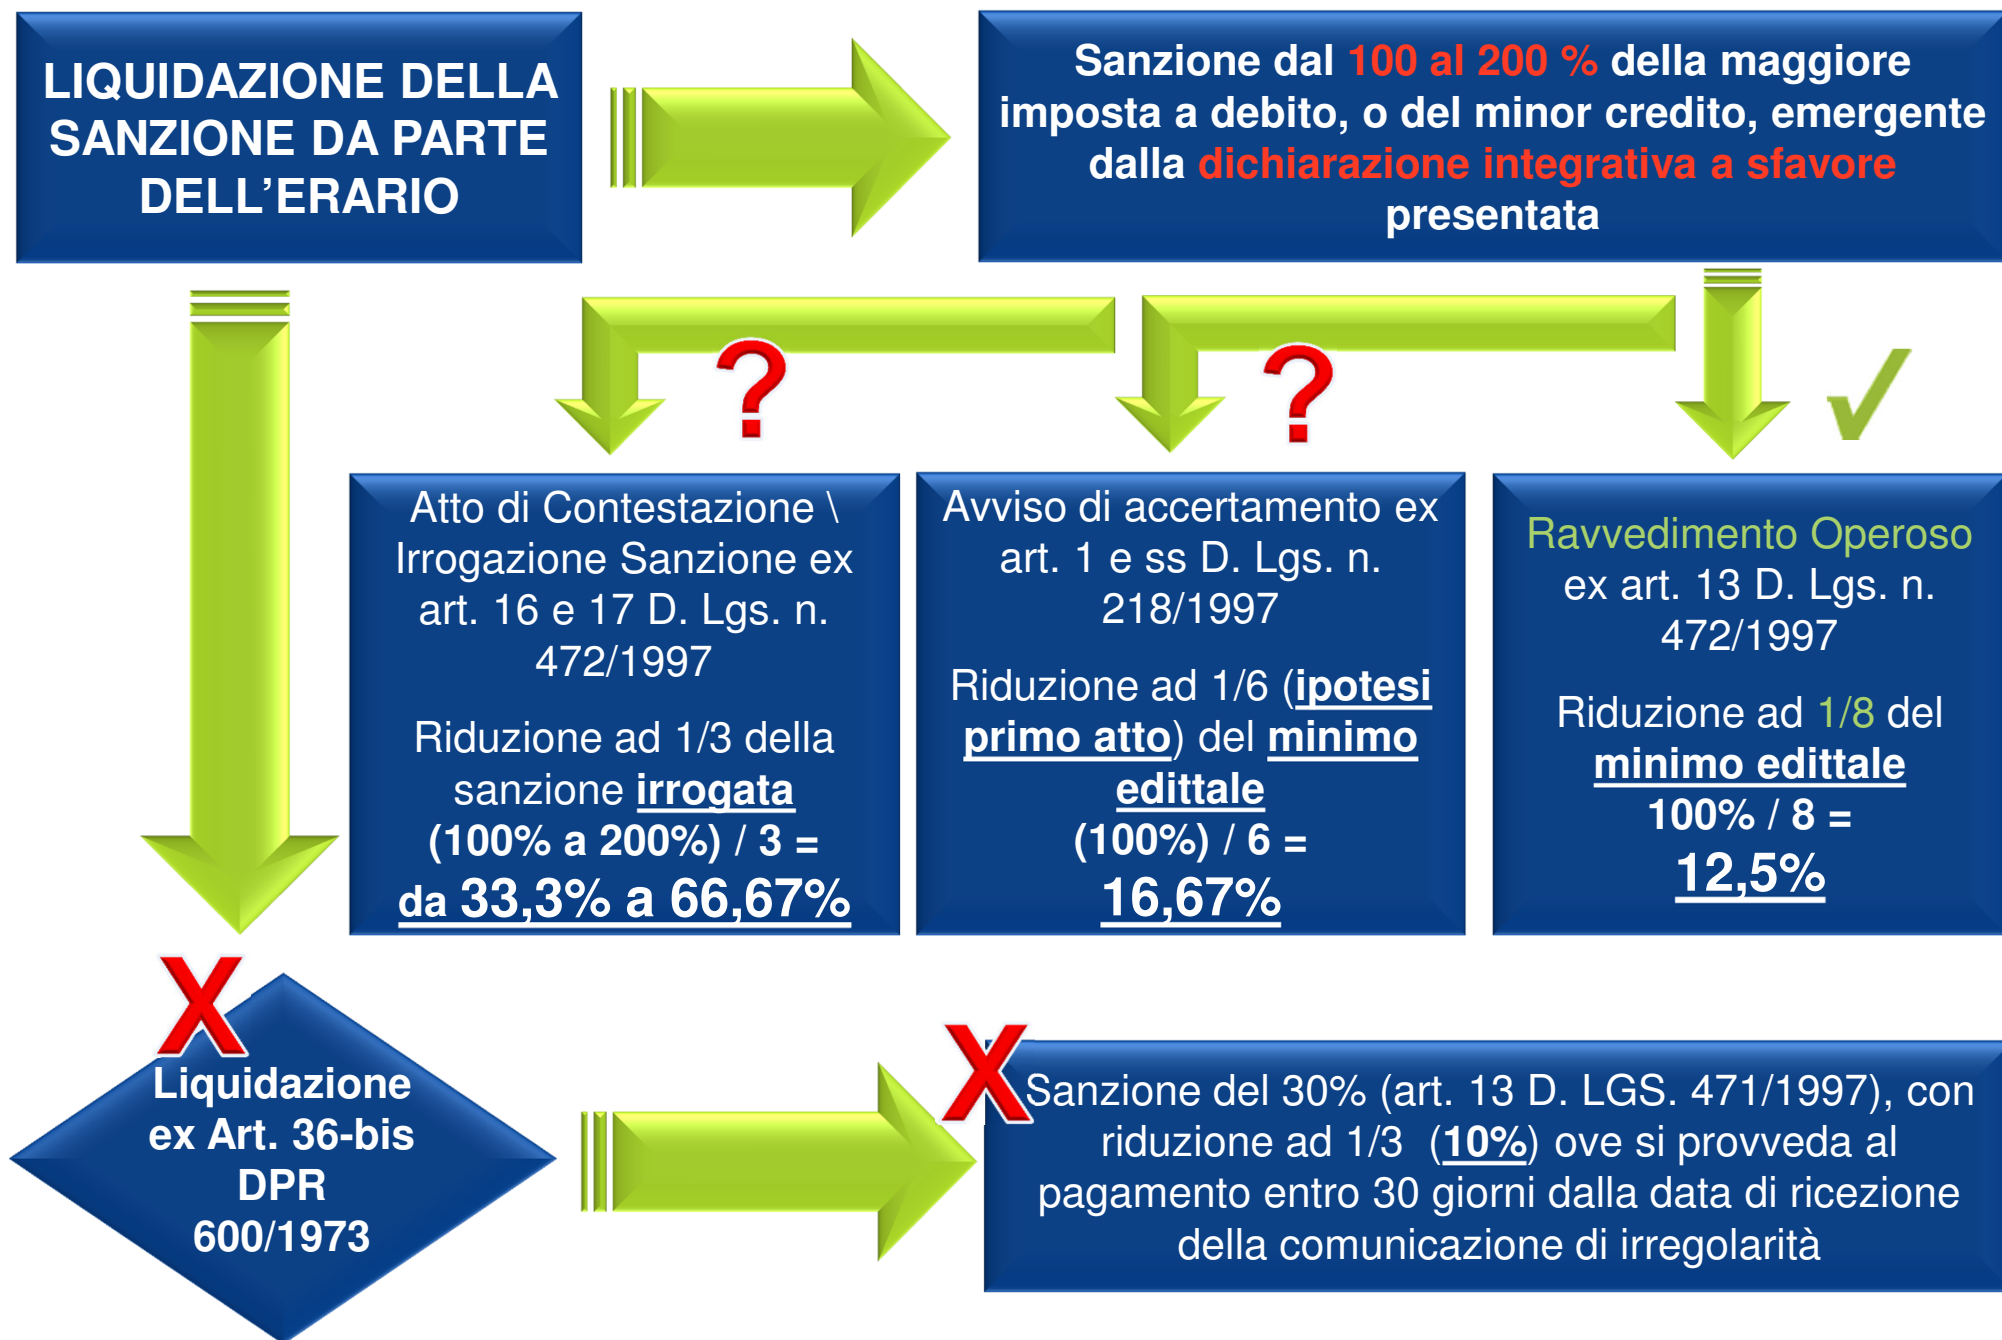 LIQUIDAZIONE DELLA
SANZIONE DA PARTE
DELL’ERARIO
Sanzione dal 100 al 200 % della maggiore
imposta a debito, o del minor credito, emergente
dalla dichiarazione integrativa a sfavore
presentata
?
?
Atto di Contestazione \
Irrogazione Sanzione ex
art. 16 e 17 D. Lgs. n.
472/1997
Riduzione ad 1/3 della
sanzione irrogata
(100% a 200%) / 3 =
da 33,3% a 66,67%
Avviso di accertamento ex
art. 1 e ss D. Lgs. n.
218/1997
Riduzione ad 1/6 (ipotesi
primo atto) del minimo
edittale
(100%) / 6 =
16,67%
Ravvedimento Operoso
ex art. 13 D. Lgs. n.
472/1997
Riduzione ad 1/8 del
minimo edittale
100% / 8 =
12,5%
X
Liquidazione
ex Art. 36-bis
DPR
600/1973
X
Sanzione del 30% (art. 13 D. LGS. 471/1997), con
riduzione ad 1/3 (10%) ove si provveda al
pagamento entro 30 giorni dalla data di ricezione
della comunicazione di irregolarità